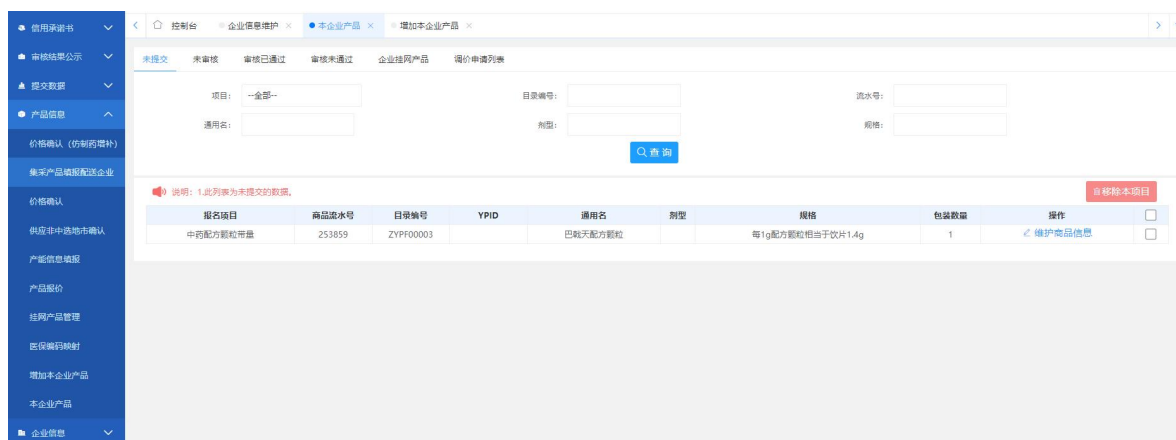 信用承诺书
审核结果公示
提交数据
产品信息
价格确认（仿制药增补）
集采产品填报配送企业
价格确认
供应非中选地市确认
产能信息填报
产品报价
挂网产品管理
医保编码映射
增加本企业产品
本企业产品
企业信息
控制台 企业信息维护 × 本企业产品 × 增加本企业产品 ×
未提交 未审核 审核已通过 审核未通过 企业挂网产品 调价申请列表
项目： --全部-- 目录编号： 流水号：
通用名： 剂型： 规格：
查 询
说明：1.此列表为未提交的数据。 移除本项目
报名项目 商品流水号 目录编号 YPID 通用名 剂型 规格 包装数量 操作
中药配方颗粒带量 253859 ZYPF00003 巴戟天配方颗粒 每1g配方颗粒相当于饮片1.4g 1 维护商品信息